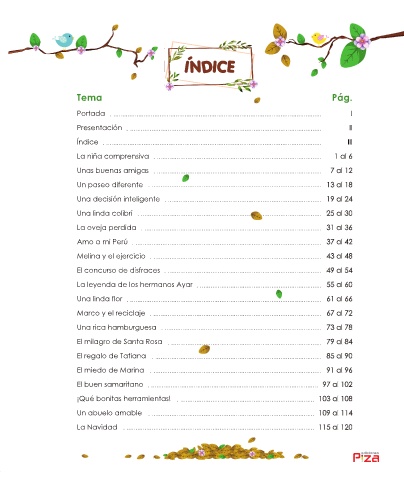 ÍNDICE
Tema Pág.
Portada I
Presentación II
Índice III
La niña comprensiva 1 al 6
Unas buenas amigas 7 al 12
Un paseo diferente 13 al 18
Una decisión inteligente 19 al 24
Una linda colibrí 25 al 30
La oveja perdida 31 al 36
Amo a mi Perú 37 al 42
Melina y el ejercicio 43 al 48
El concurso de disfraces 49 al 54
La leyenda de los hermanos Ayar 55 al 60
Una linda flor 61 al 66
Marco y el reciclaje 67 al 72
Una rica hamburguesa 73 al 78
El milagro de Santa Rosa 79 al 84
El regalo de Tatiana 85 al 90
El miedo de Marina 91 al 96
El buen samaritano 97 al 102
¡Qué bonitas herramientas! 103 al 108
Un abuelo amable 109 al 114
La Navidad 115 al 120